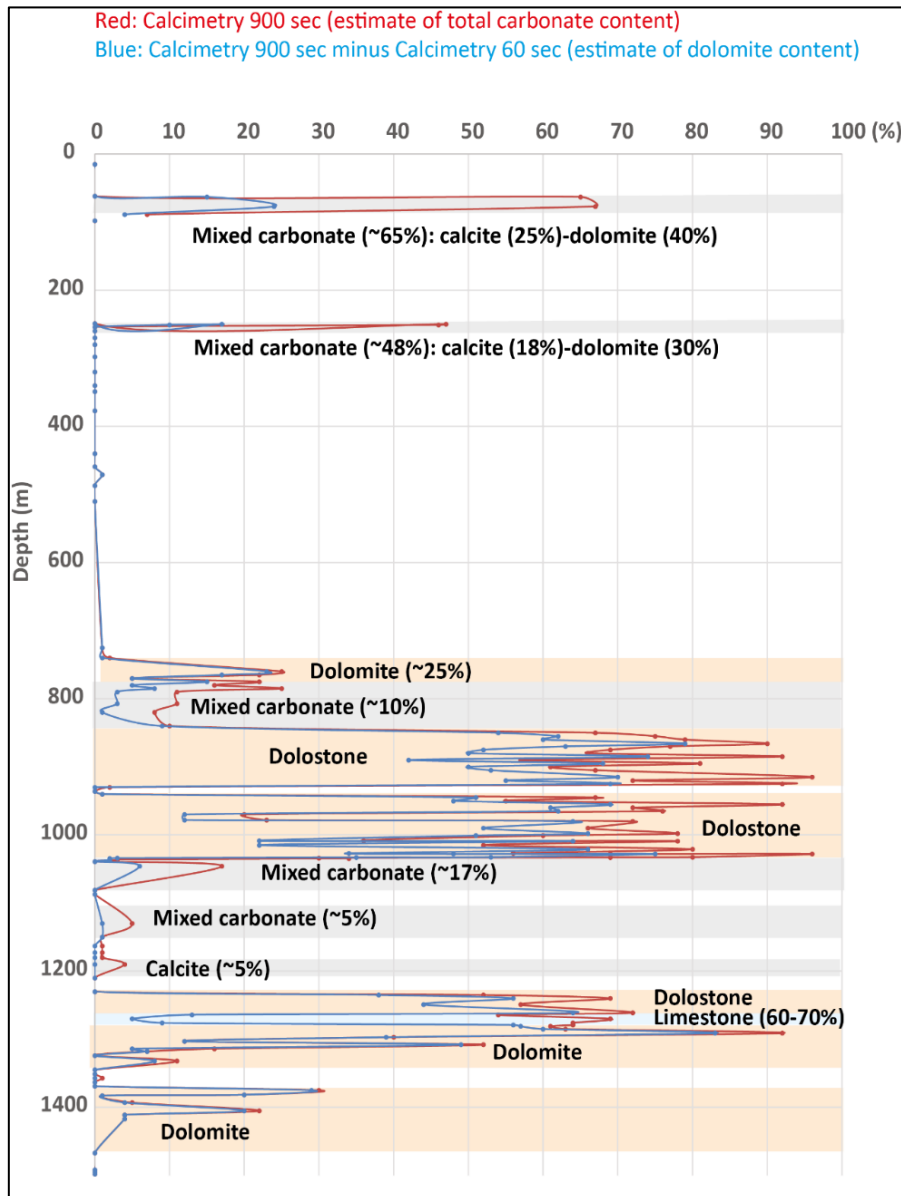 Red: Calcimetry 900 sec (estimate of total carbonate content)
Blue: Calcimetry 900 sec minus Calcimetry 60 sec (estimate of dolomite content)
0 10 20 30 40 50 60 70 80 90 100 (%)
0
Mixed carbonate (~65%): calcite (25%)-dolomite (40%)
200
Mixed carbonate (~48%): calcite (18%)-dolomite (30%)
400
Depth (m)
600
Dolomite (~25%)
800
Mixed carbonate (~10%)
Dolostone
1000
Dolostone
Mixed carbonate (~17%)
Mixed carbonate (~5%)
Calcite (~5%)
1200
Dolostone
Limestone (60-70%)
Dolomite
1400
Dolomite